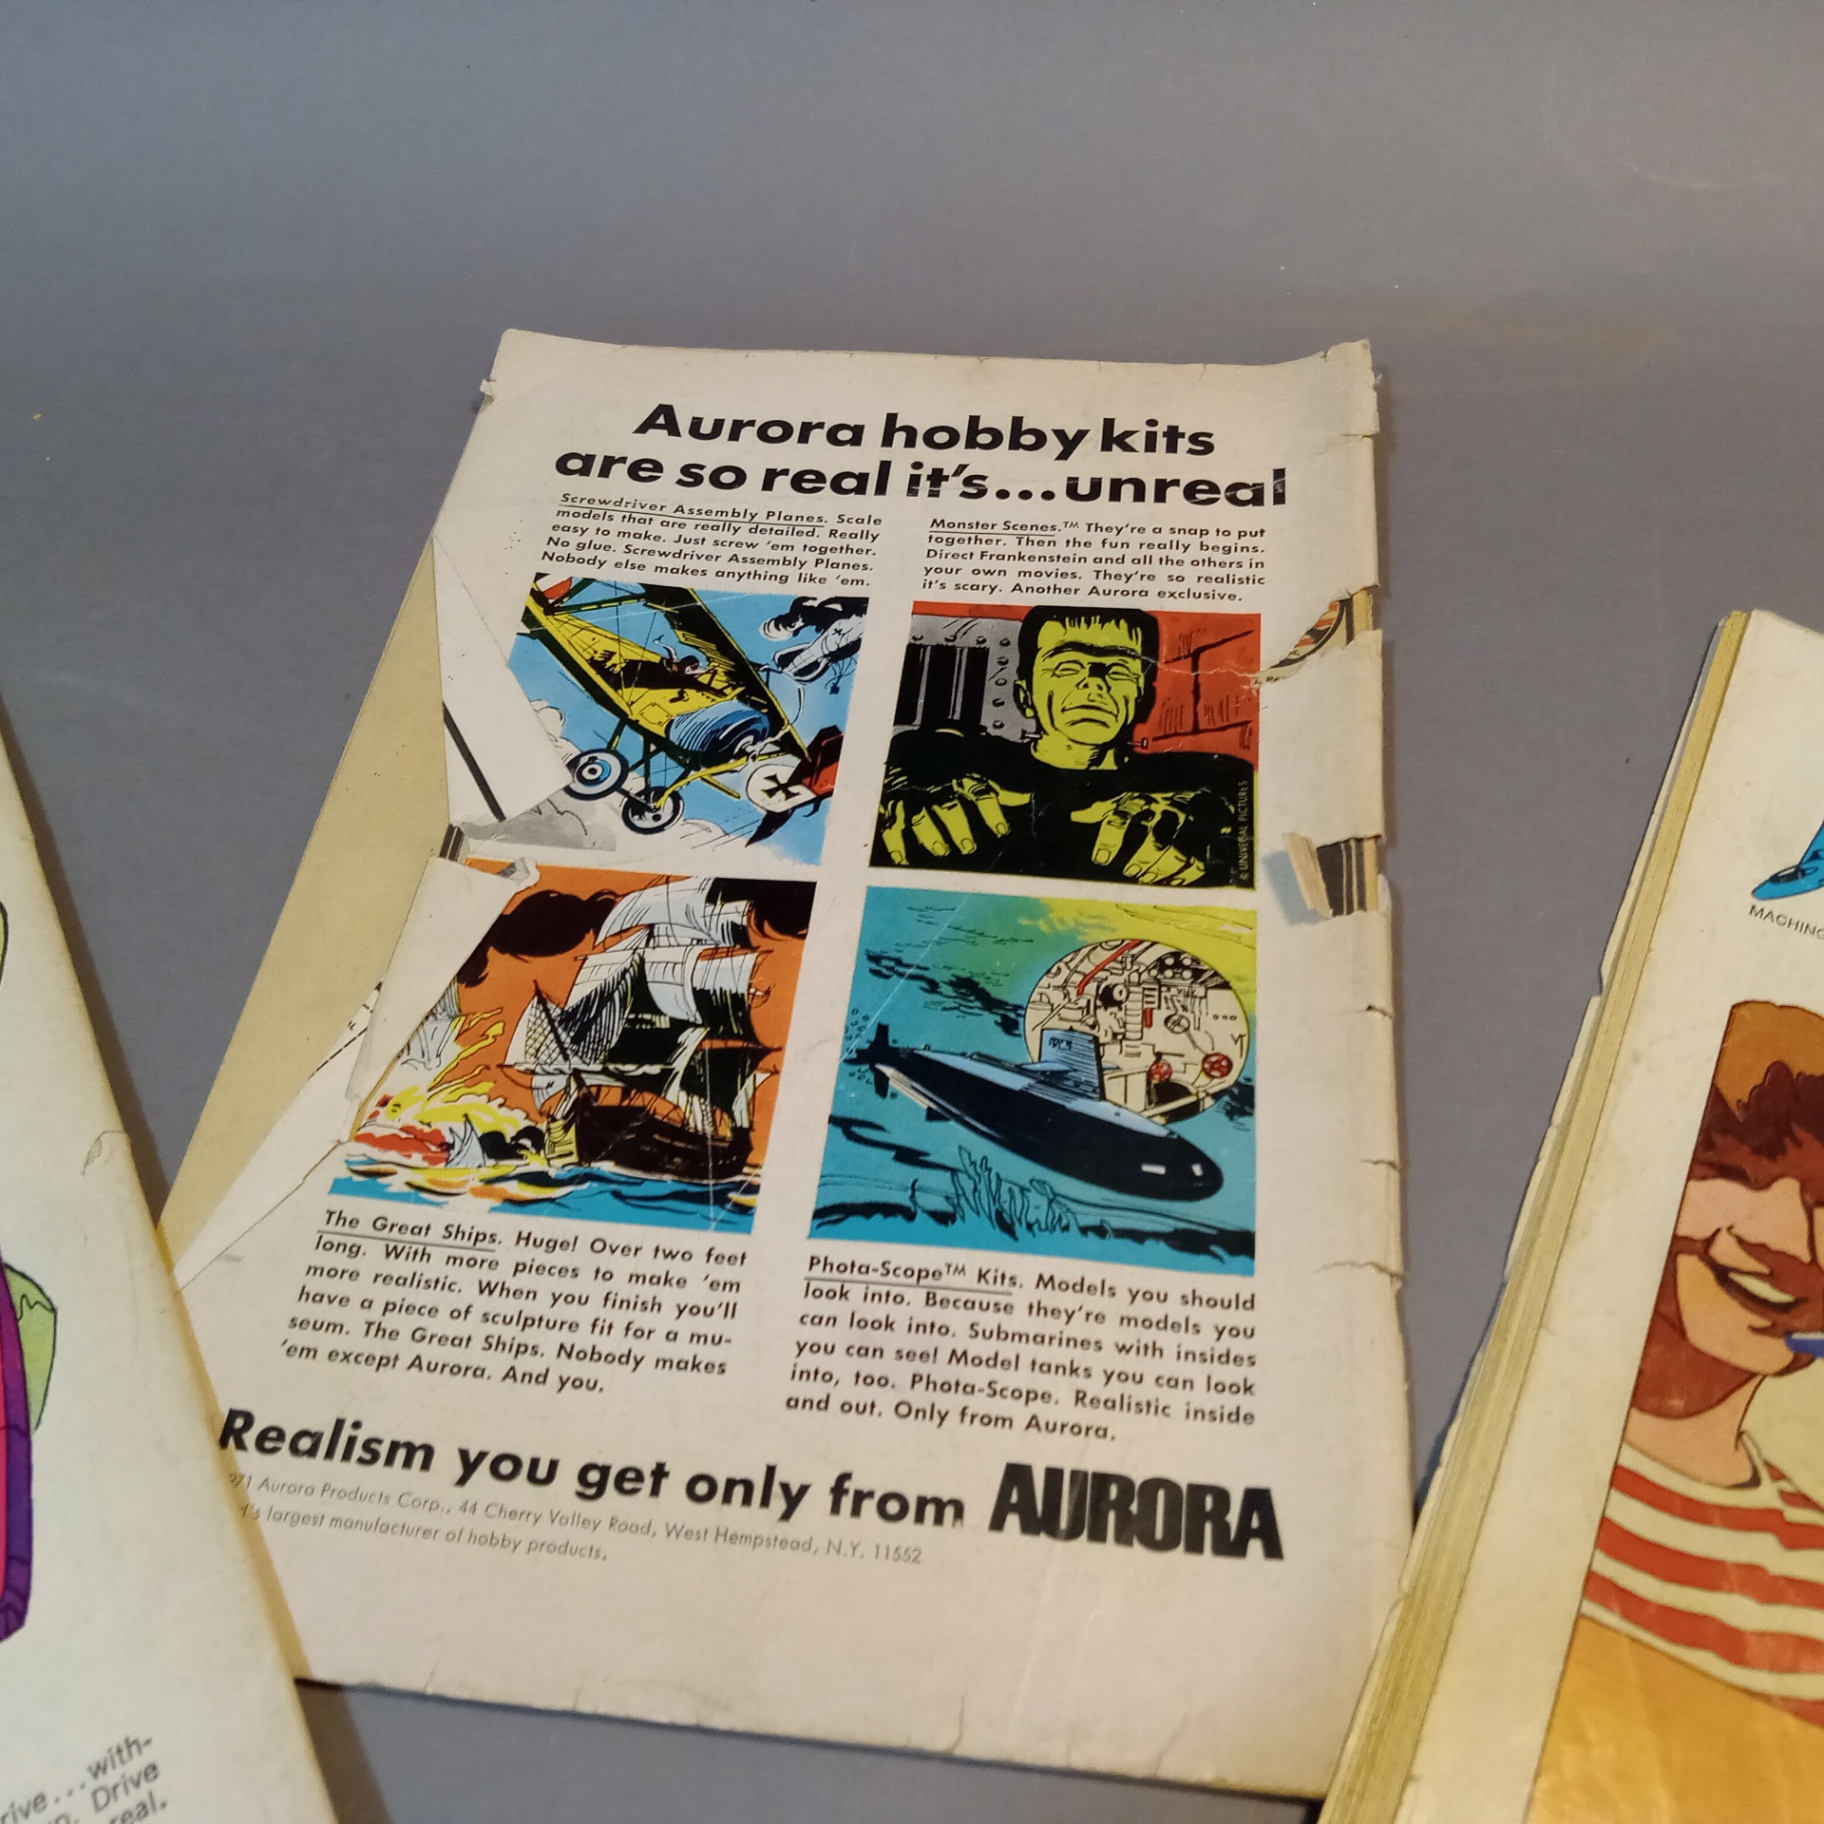 Aurora hobby kits
are so real it's...unreal
Screwdriver Assembly Planes. Scale
models that are really detailed. Really
easy to make. Just screw 'em together.
No glue. Screwdriver Assembly Planes.
Nobody else makes anything like 'em.
Monster Scenes.™ They're a snap to put
together. Then the fun really begins.
Direct Frankenstein and all the others in
your own movies. They're so realistic
it's scary. Another Aurora exclusive.
© UNIVERSAL PICTURES
The Great Ships. Huge! Over two feet
long. With more pieces to make 'em
more realistic. When you finish you'll
have a piece of sculpture fit for a mu-
seum. The Great Ships. Nobody makes
'em except Aurora. And you.
Phota-Scope™ Kits. Models you should
look into. Because they're models you
can look into. Submarines with insides
you can see! Model tanks you can look
into, too. Phota-Scope. Realistic inside
and out. Only from Aurora.
Realism you get only from AURORA
971 Aurora Products Corp., 44 Cherry Valley Road, West Hempstead, N.Y. 11552
d's largest manufacturer of hobby products.
rive...with-
Drive
real.
MACHING